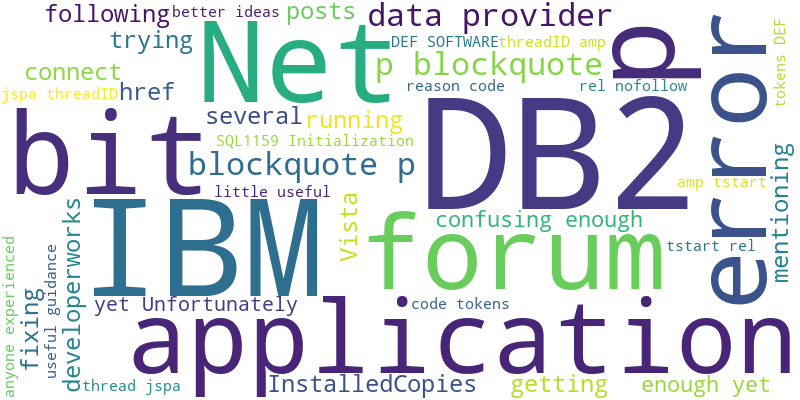 following
better ideas
posts
data provider
trying
Net
DEF SOFTWARE
threadID amp
p
error
tokens DEF
connect
p blockquote
jspa threadID
href
reason code
rel nofollow
bit
several
running
DB2
SQL1159 Initialization
blockquote p
mentioning
little useful
amp tstart
IBM
Vista
confusing enough
forum
tstart rel
developerworks
anyone experienced
fixing
useful guidance
yet Unfortunately
code tokens
application
thread jspa
InstalledCopies
getting
enough yet